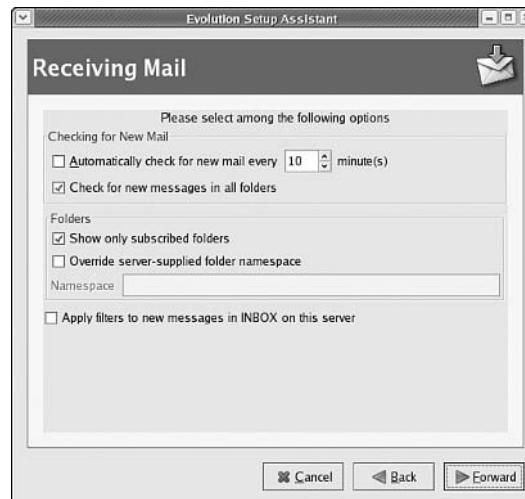 Evolution Setup Assistant
Receiving Mail
Please select among the following options
Checking for New Mail
Automatically check for new mail every 10 minute(s)
Check for new messages in all folders
Folders
Show only subscribed folders
Override server-supplied folder namespace
Namespace
Apply filters to new messages in INBOX on this server
Cancel Back Forward